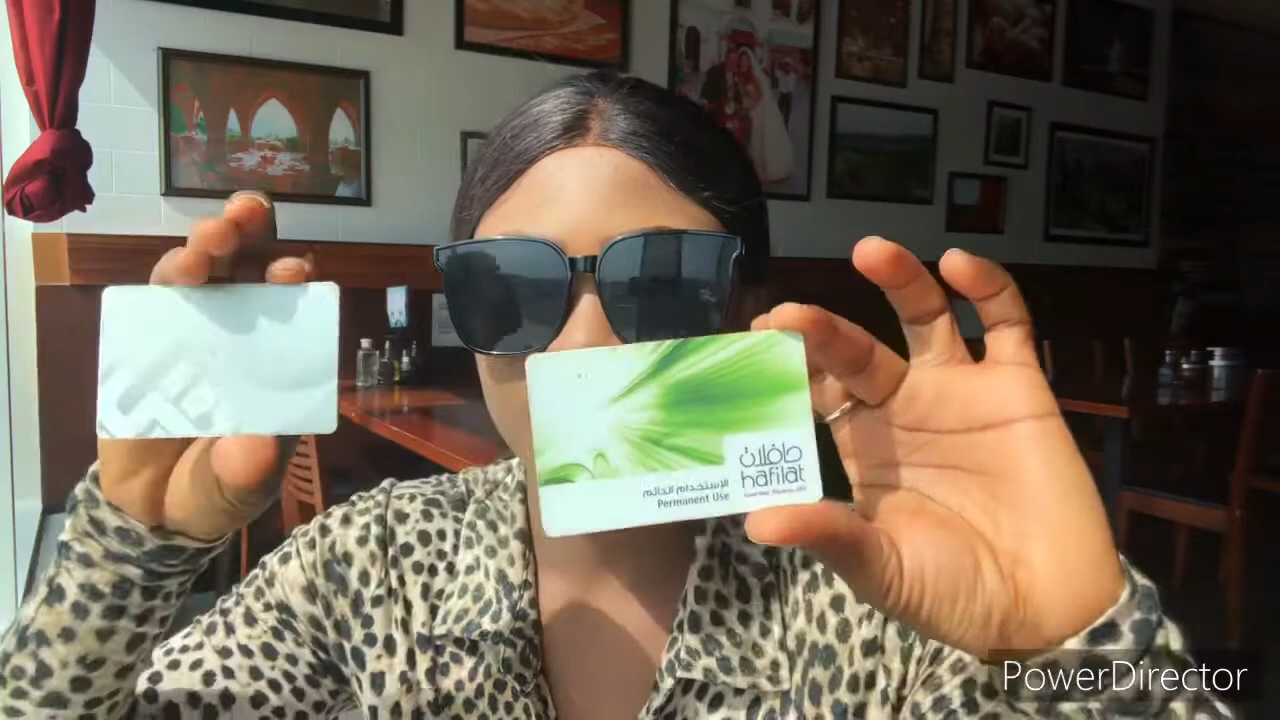 حافلات
hafilat
الإستخدام الدائم
Permanent Use
PowerDirector